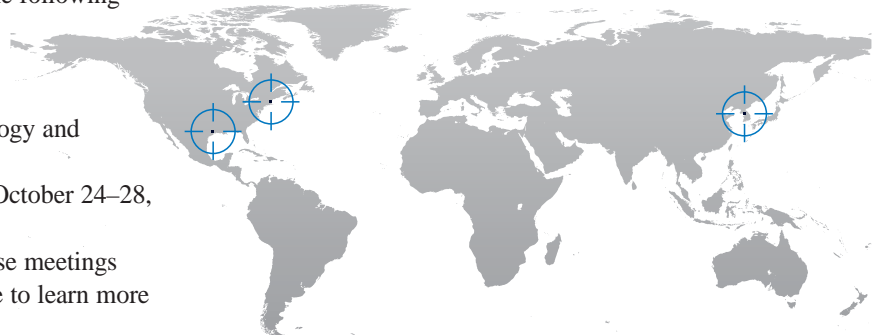 following
ogy and
October 24–28,
se meetings
e to learn more